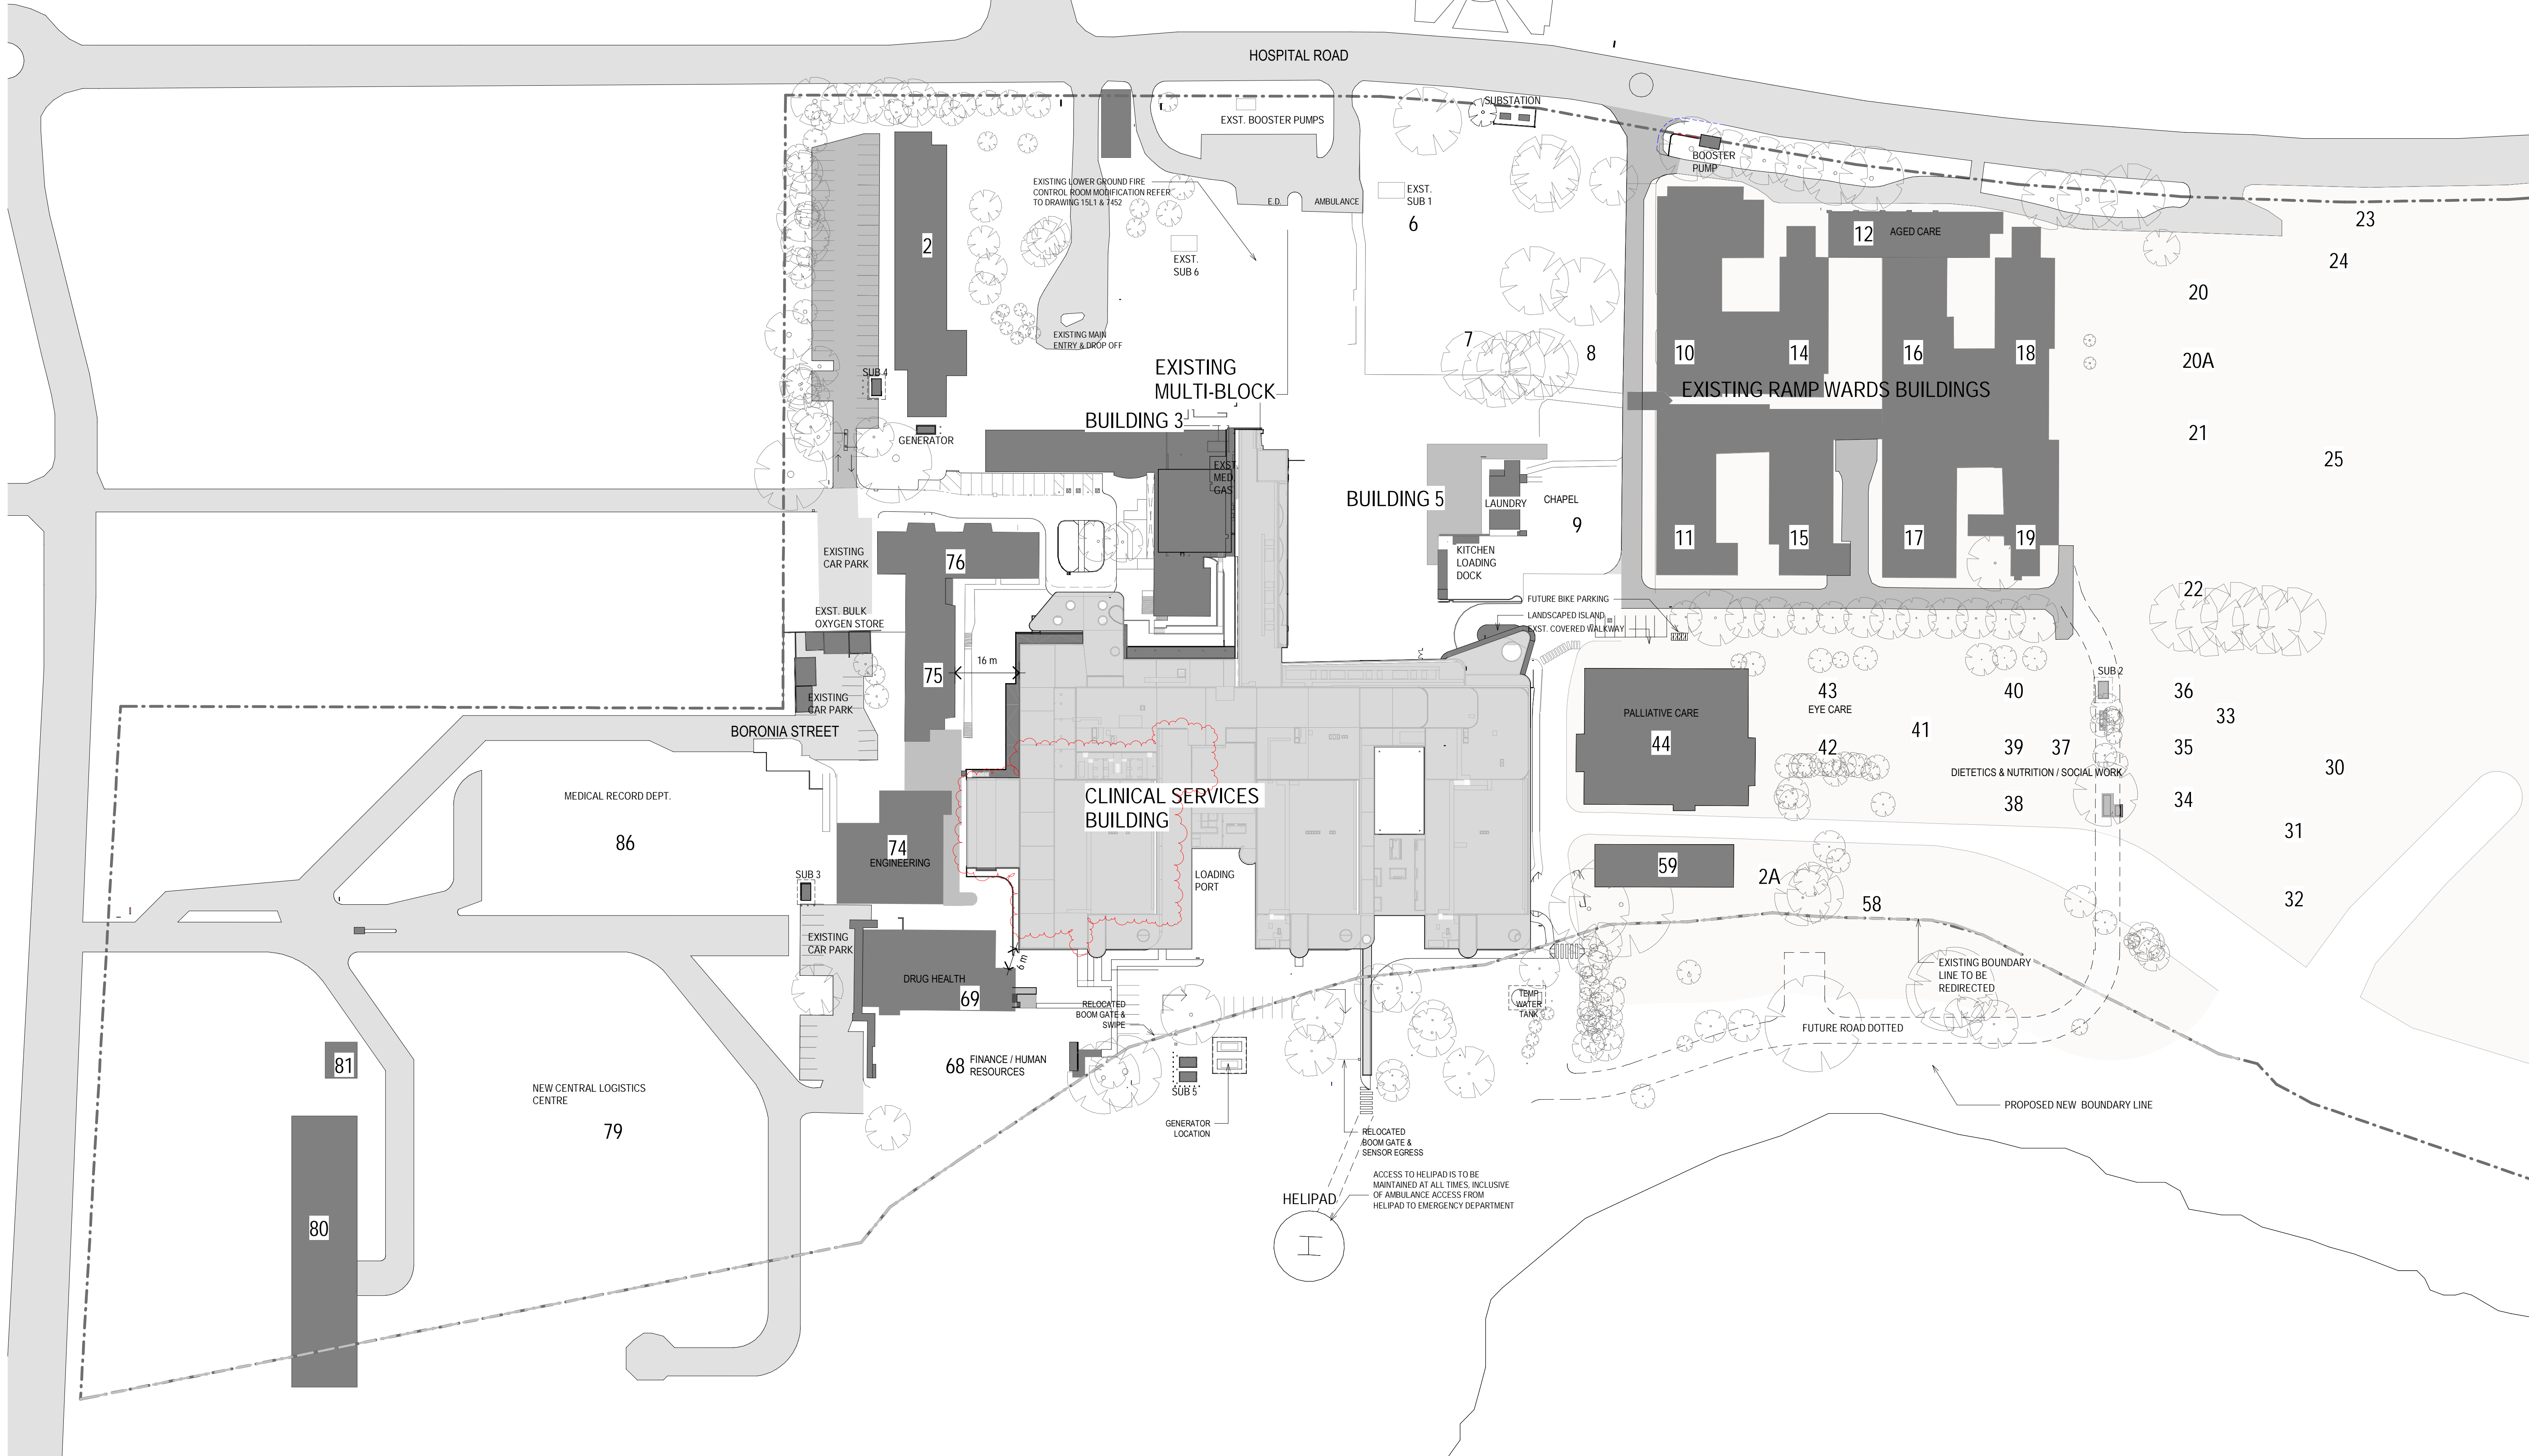 HOSPITAL ROAD
SUBSTATION
EXST. BOOSTER PUMPS
BOOSTER
PUMP
EXISTING LOWER GROUND FIRE
CONTROL ROOM MODIFICATION REFER
TO DRAWING 15L1 & 7452
E.D.
AMBULANCE
EXST.
SUB 1
6
23
12
AGED CARE
2
24
EXST.
SUB 6
20
EXISTING MAIN
ENTRY & DROP OFF
7
8
10
14
16
18
20A
EXISTING
MULTI-BLOCK
SUB 4
EXISTING RAMP WARDS BUILDINGS
BUILDING 3
GENERATOR
21
25
EXST.
MED.
GAS
BUILDING 5
LAUNDRY
CHAPEL
9
11
15
17
19
EXISTING
CAR PARK
76
KITCHEN
LOADING
DOCK
22
EXST. BULK
OXYGEN STORE
FUTURE BIKE PARKING
LANDSCAPED ISLAND
EXST. COVERED WALKWAY
16 m
75
SUB 2
43
40
36
EYE CARE
EXISTING
CAR PARK
PALLIATIVE CARE
33
BORONIA STREET
41
44
42
39
37
35
30
DIETETICS & NUTRITION / SOCIAL WORK
MEDICAL RECORD DEPT.
CLINICAL SERVICES
BUILDING
38
34
86
74
ENGINEERING
31
59
SUB 3
LOADING
PORT
2A
58
32
EXISTING
CAR PARK
DRUG HEALTH
6 m
69
EXISTING BOUNDARY
LINE TO BE
REDIRECTED
RELOCATED
BOOM GATE &
SWIPE
TEMP
WATER
TANK
FUTURE ROAD DOTTED
81
68
FINANCE / HUMAN
RESOURCES
NEW CENTRAL LOGISTICS
CENTRE
SUB 5
PROPOSED NEW BOUNDARY LINE
79
GENERATOR
LOCATION
RELOCATED
BOOM GATE &
SENSOR EGRESS
ACCESS TO HELIPAD IS TO BE
MAINTAINED AT ALL TIMES, INCLUSIVE
OF AMBULANCE ACCESS FROM
HELIPAD TO EMERGENCY DEPARTMENT
HELIPAD
80
H